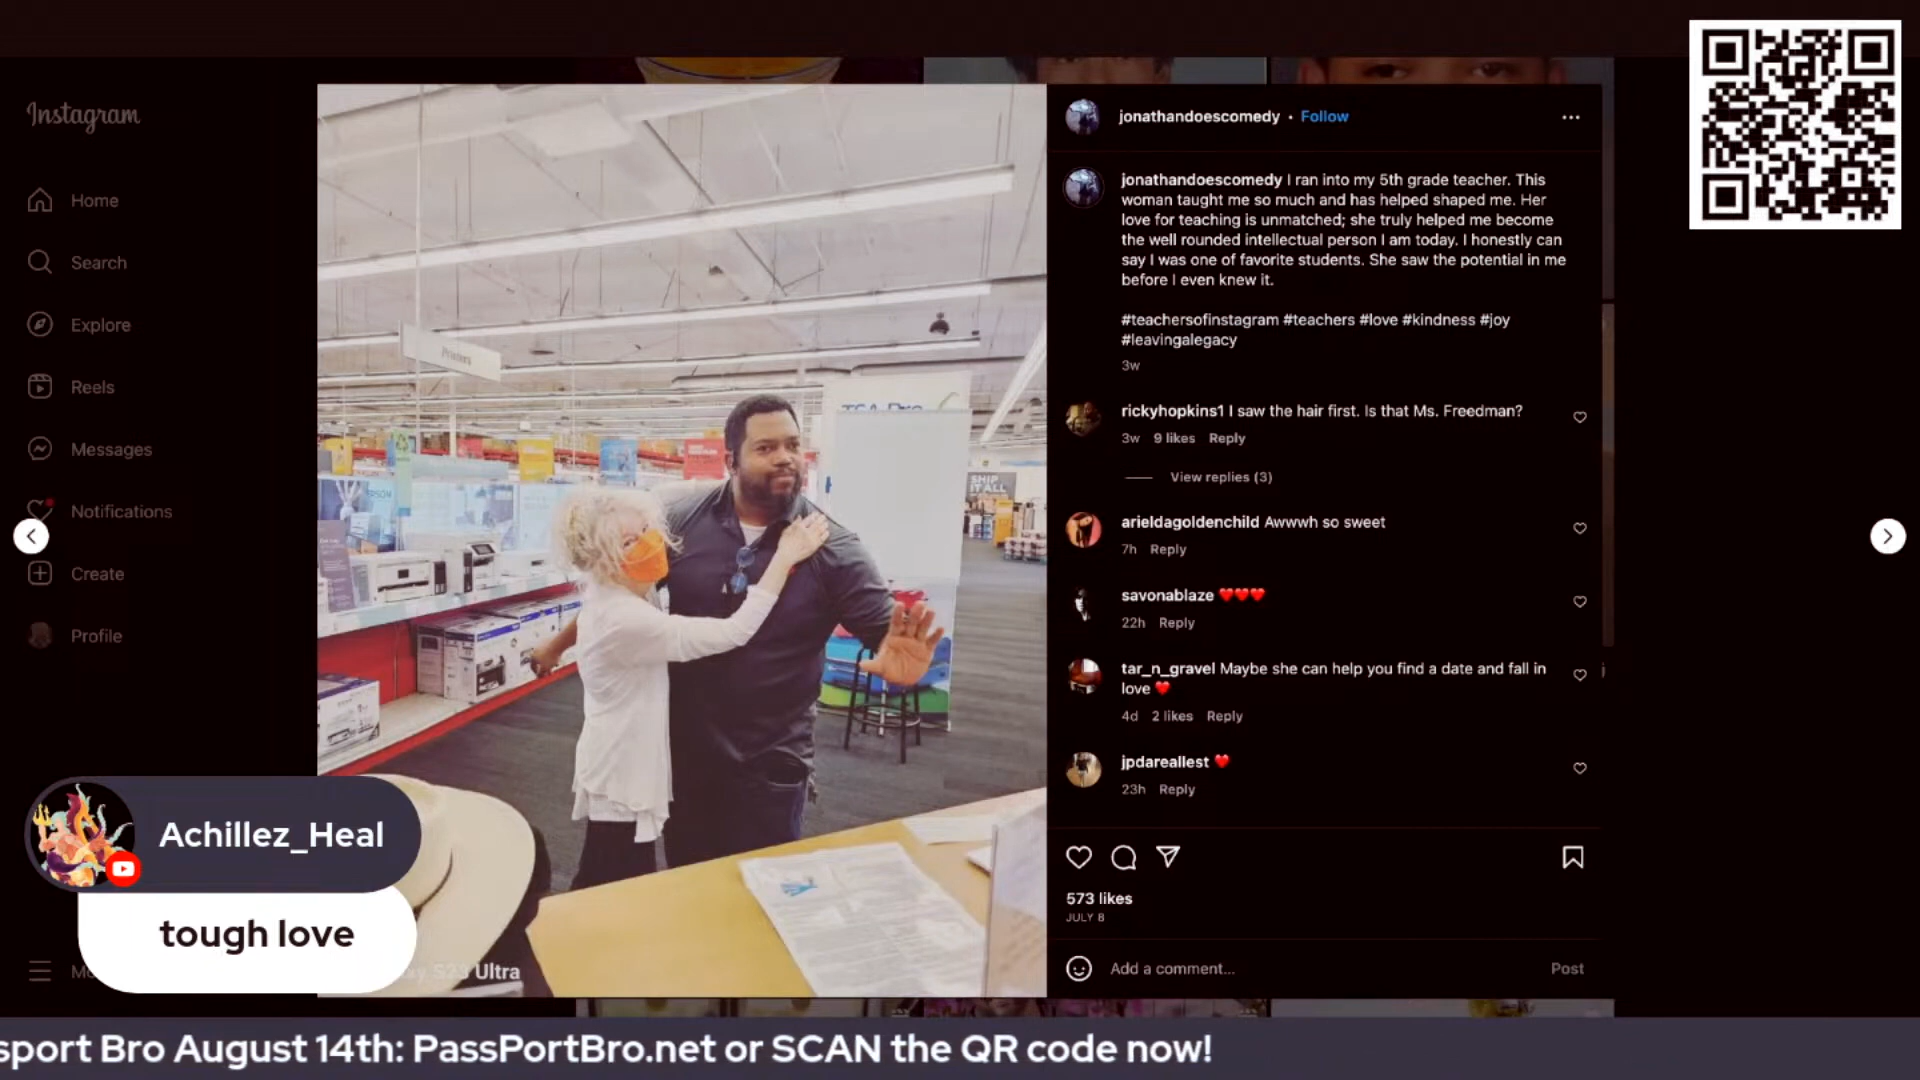 Instagram
Home
Search
Explore
Reels
Messages
Notifications
Create
Profile
Printers
SHIP
IT ALL
Ultra
jonathandoescomedy • Follow
jonathandoescomedy I ran into my 5th grade teacher. This
woman taught me so much and has helped shaped me. Her
love for teaching is unmatched; she truly helped me become
the well rounded intellectual person I am today. I honestly can
say I was one of favorite students. She saw the potential in me
before I even knew it.
#teachersofinstagram #teachers #love #kindness #joy
#leavingalegacy
3w
rickyhopkins1 I saw the hair first. Is that Ms. Freedman?
3w 9 likes Reply
View replies (3)
arieldagoldenchild Awwwh so sweet
7h Reply
savonablaze ❤️❤️❤️
22h Reply
tar_n_gravel Maybe she can help you find a date and fall in
love ❤️
4d 2 likes Reply
jpdareallest ❤️
23h Reply
573 likes
JULY 8
Add a comment...
Post
Achillez_Heal
tough love
sport Bro August 14th: PassPortBro.net or SCAN the QR code now!